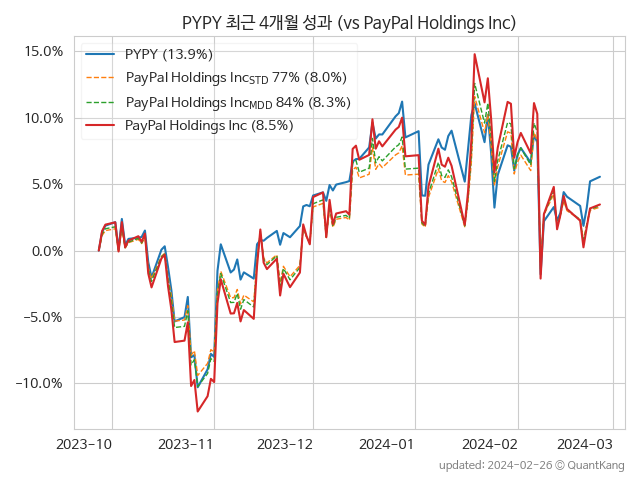 PYPY 최근 4개월 성과 (vs PayPal Holdings Inc)
PYPY (13.9%)
PayPal Holdings IncSTD 77% (8.0%)
PayPal Holdings IncMDD 84% (8.3%)
PayPal Holdings Inc (8.5%)
15.0%
10.0%
5.0%
0.0%
−5.0%
−10.0%
2023-10 2023-11 2023-12 2024-01 2024-02 2024-03
updated: 2024-02-26 © QuantKang